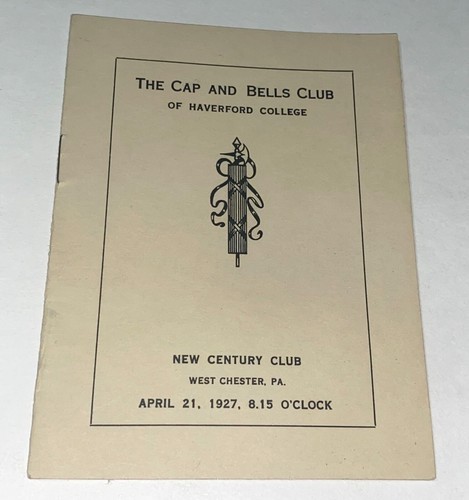 THE CAP AND BELLS CLUB
OF HAVERFORD COLLEGE
NEW CENTURY CLUB
WEST CHESTER, PA.
APRIL 21, 1927, 8.15 O'CLOCK